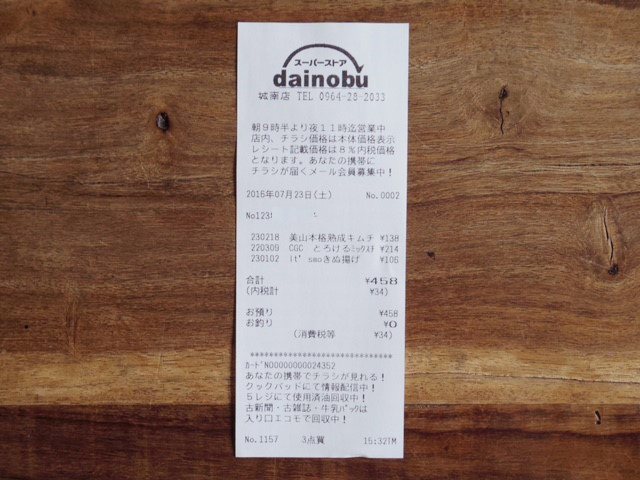 スーパーストア
dainobu
城南店 TEL 0964-28-2033
朝9時半より夜11時迄営業中
店内、チラシ価格は本体価格表示
レシート記載価格は8%内税価格
となります。あなたの携帯に
チラシが届くメール会員募集中!
2016年07月23日(土) No.0002
No123
230218 美山本格熟成キムチ ¥138
220309 CGC とろけるミックスチ ¥214
230102 it' smoきぬ揚げ ¥106
合計 ¥458
(内税計 ¥34)
お預り ¥458
お釣り ¥0
(消費税等 ¥34)
******************************
カードN00000000024352
あなたの携帯でチラシが見れる!
クックパッドにて情報配信中!
5レジにて使用済油回収中!
古新聞・古雑誌・牛乳パックは
入り口エコモで回収中!
No.1157 3点買 15:32TM